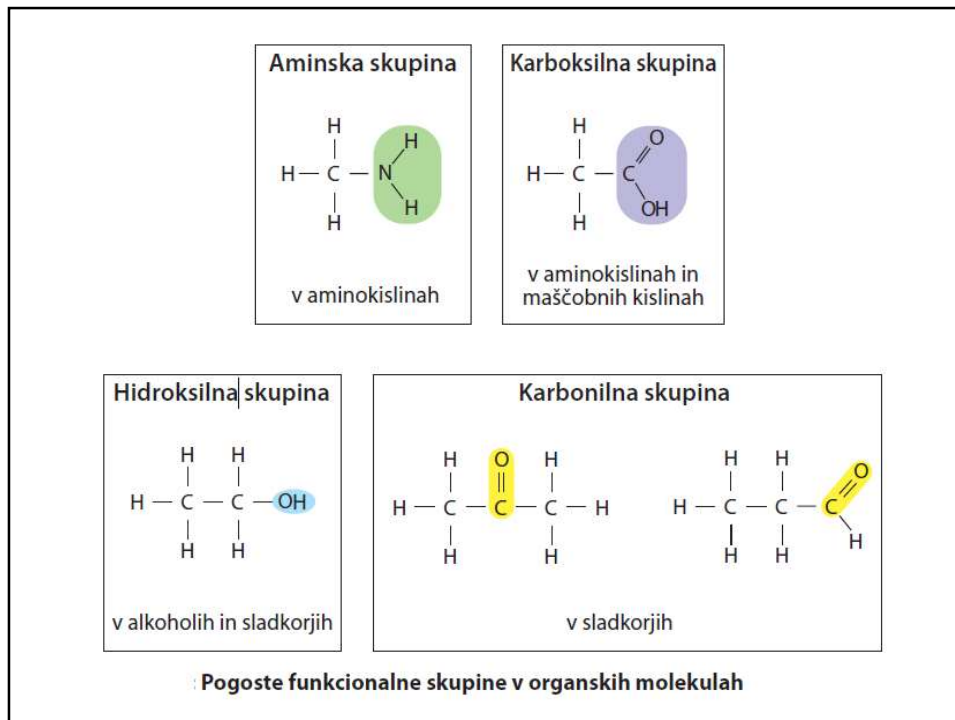 Aminska skupina
H
H
H — C — N
H
H
v aminokislinah
Karboksilna skupina
H
O
H — C — C
OH
H
v aminokislinah in
maščobnih kislinah
Hidroksilna skupina
H H
H — C — C — OH
H H
v alkoholih in sladkorjih
Karbonilna skupina
H O H
H — C — C — C — H
H H
H H O
H — C — C — C
H H H
v sladkorjih
: Pogoste funkcionalne skupine v organskih molekulah